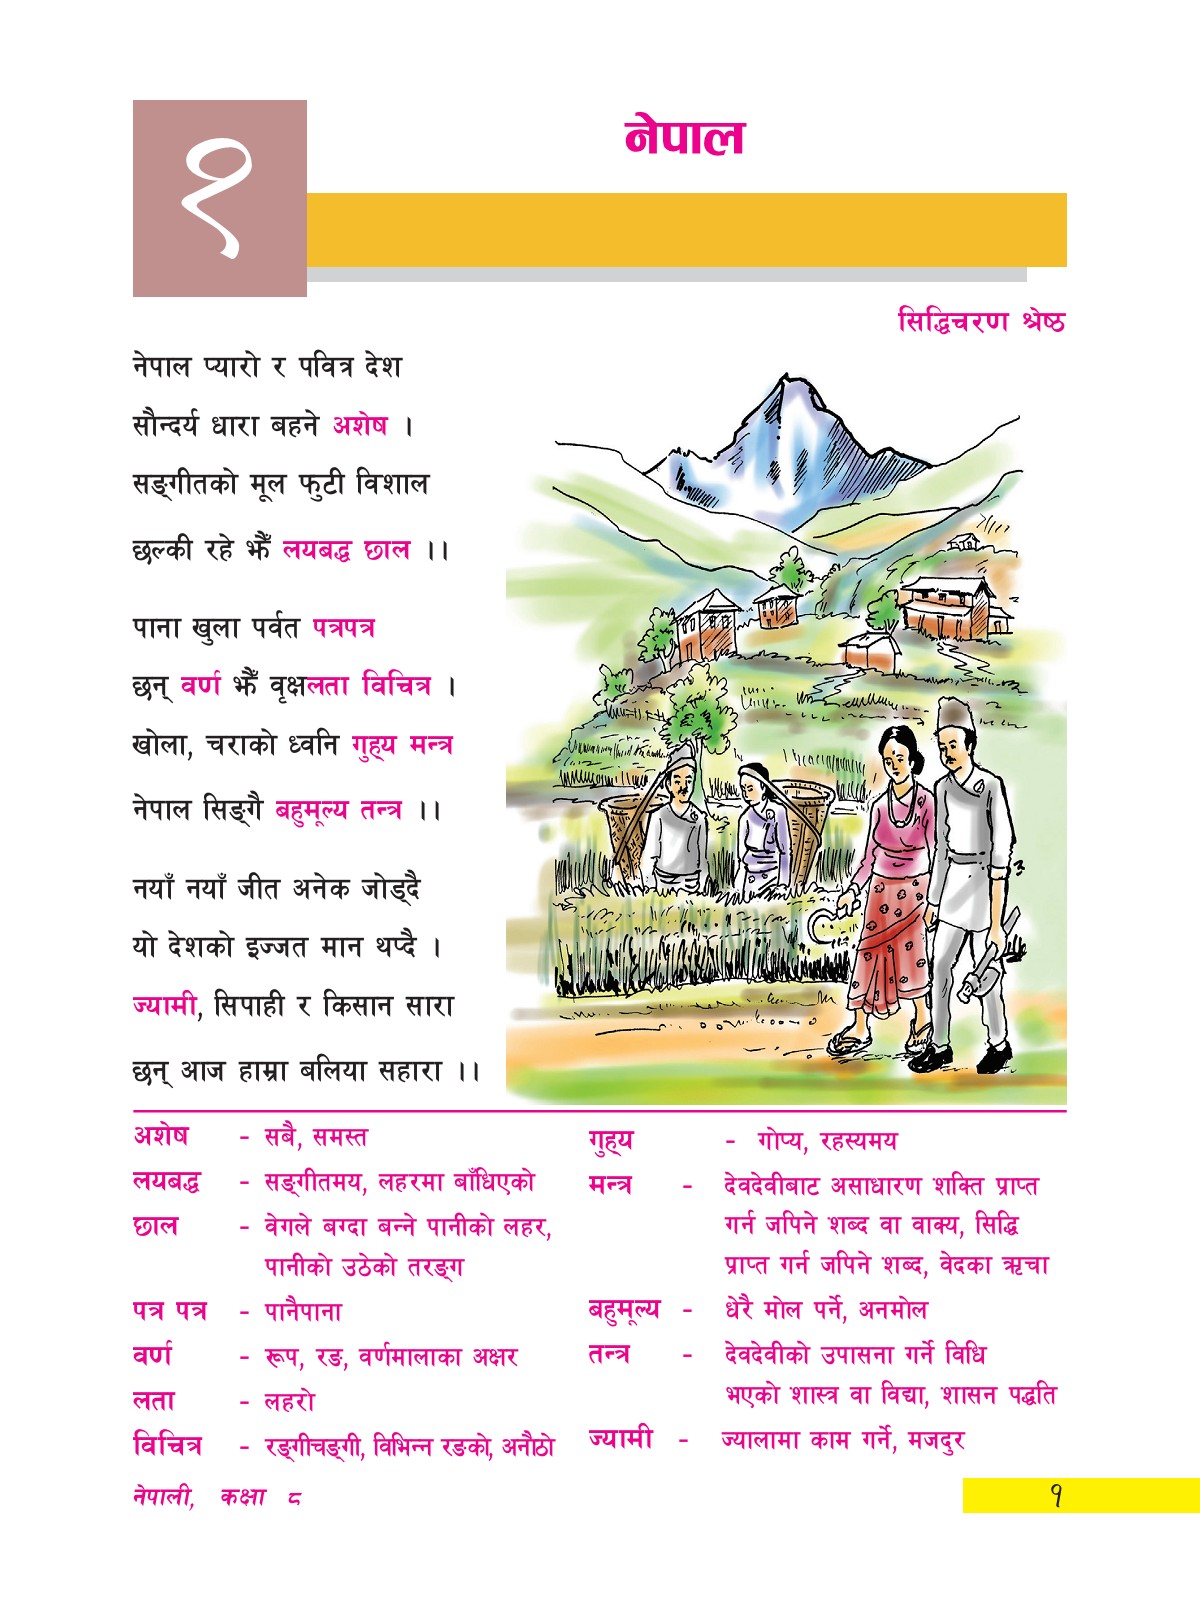 १
नेपाल
सिद्धिचरण श्रेष्ठ
नेपाल प्यारो र पवित्र देश
सौन्दर्य धारा बहने अशेष ।
सङ्गीतको मूल फुटी विशाल
छल्की रहे झैँ लयबद्ध छाल ।।
पाना खुला पर्वत पत्रपत्र
छन् वर्ण झैँ वृक्षलता विचित्र ।
खोला, चराको ध्वनि गुह्य मन्त्र
नेपाल सिङ्गै बहुमूल्य तन्त्र ।।
नयाँ नयाँ जीत अनेक जोड्दै
यो देशको इज्जत मान थप्दै ।
ज्यामी, सिपाही र किसान सारा
छन् आज हाम्रा बलिया सहारा ।।
अशेष - सबै, समस्त
लयबद्ध - सङ्गीतमय, लहरमा बाँधिएको
छाल - वेगले बग्दा बन्ने पानीको लहर,
पानीको उठेको तरङ्ग
पत्र पत्र - पानैपाना
वर्ण - रूप, रङ, वर्णमालाका अक्षर
लता - लहरो
विचित्र - रङ्गीचङ्गी, विभिन्न रङको, अनौठो
गुह्य - गोप्य, रहस्यमय
मन्त्र - देवदेवीबाट असाधारण शक्ति प्राप्त
गर्न जपिने शब्द वा वाक्य, सिद्धि
प्राप्त गर्न जपिने शब्द, वेदका ऋचा
बहुमूल्य - धेरै मोल पर्ने, अनमोल
तन्त्र - देवदेवीको उपासना गर्ने विधि
भएको शास्त्र वा विद्या, शासन पद्धति
ज्यामी - ज्यालामा काम गर्ने, मजदुर
नेपाली, कक्षा ८
१